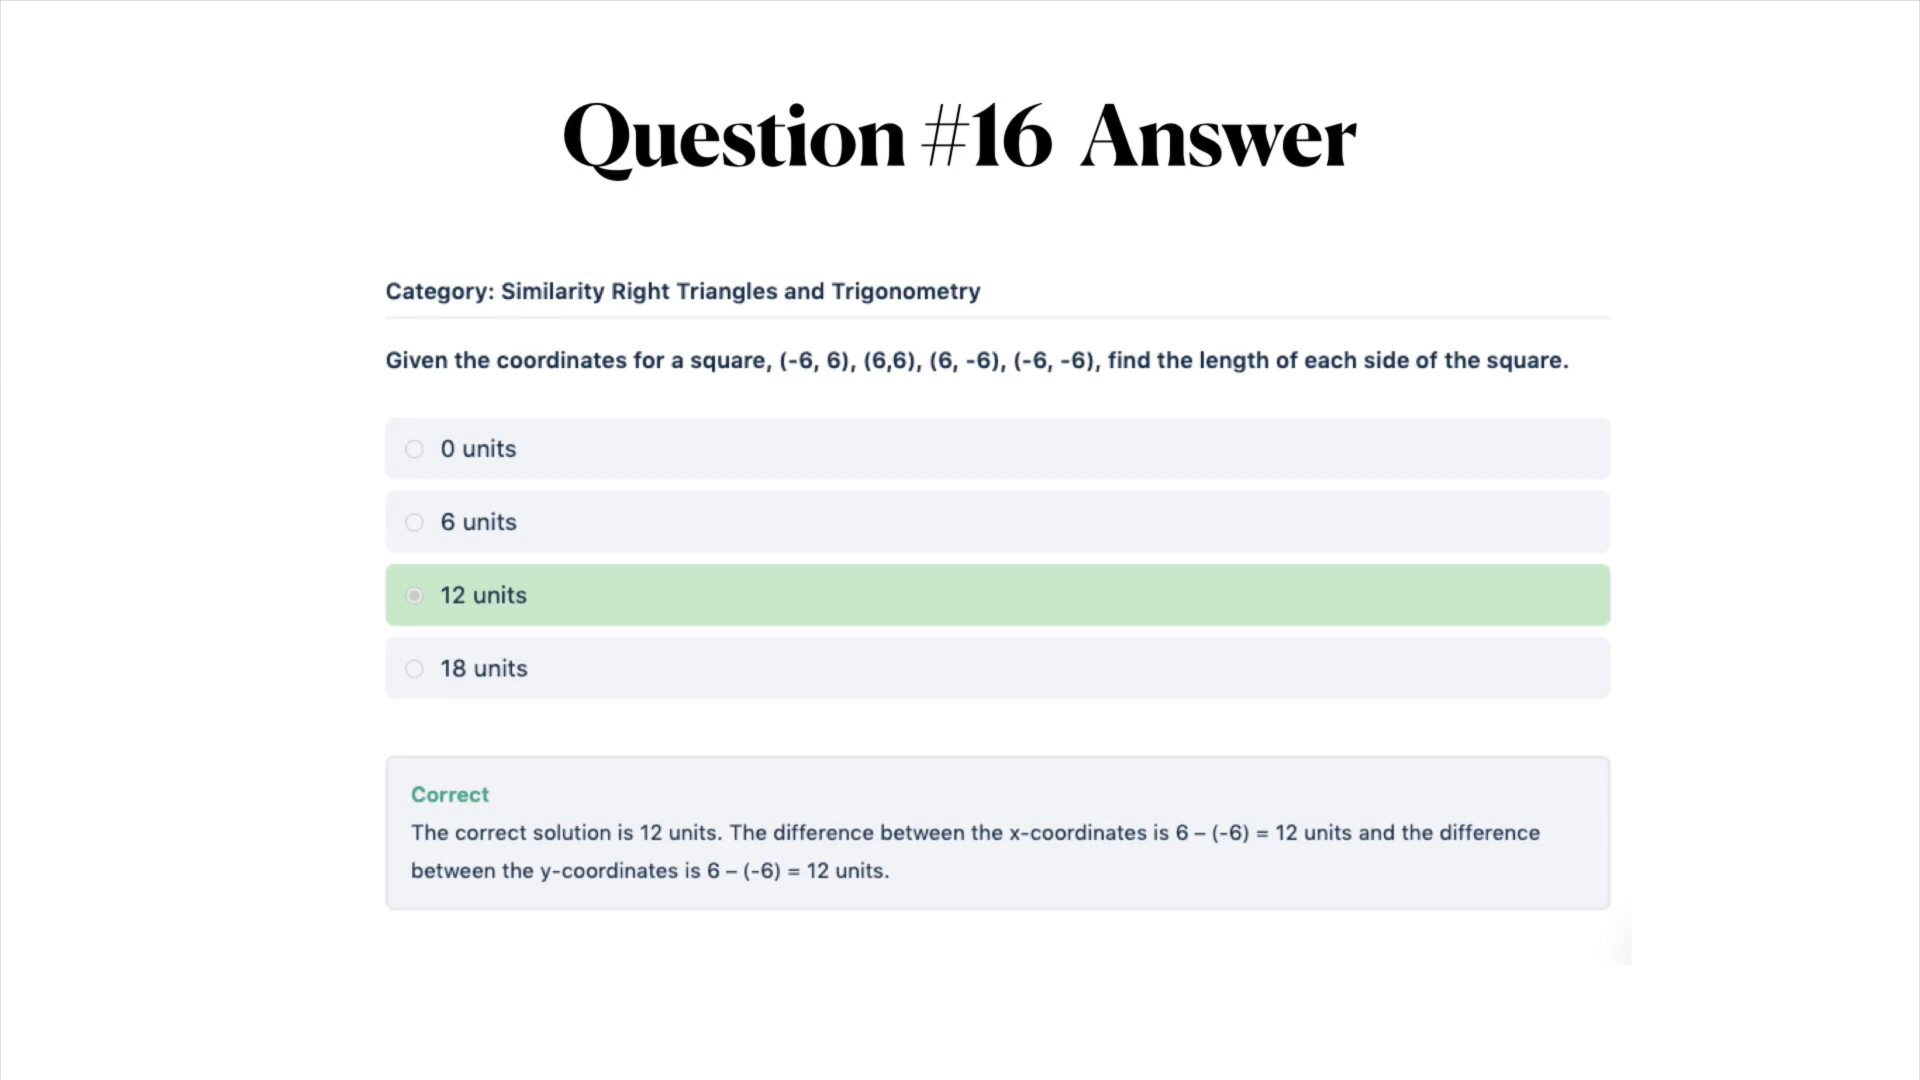 Question #16 Answer
Category: Similarity Right Triangles and Trigonometry
Given the coordinates for a square, (-6, 6), (6,6), (6, -6), (-6, -6), find the length of each side of the square.
0 units
6 units
12 units
18 units
Correct
The correct solution is 12 units. The difference between the x-coordinates is 6 – (-6) = 12 units and the difference
between the y-coordinates is 6 – (-6) = 12 units.